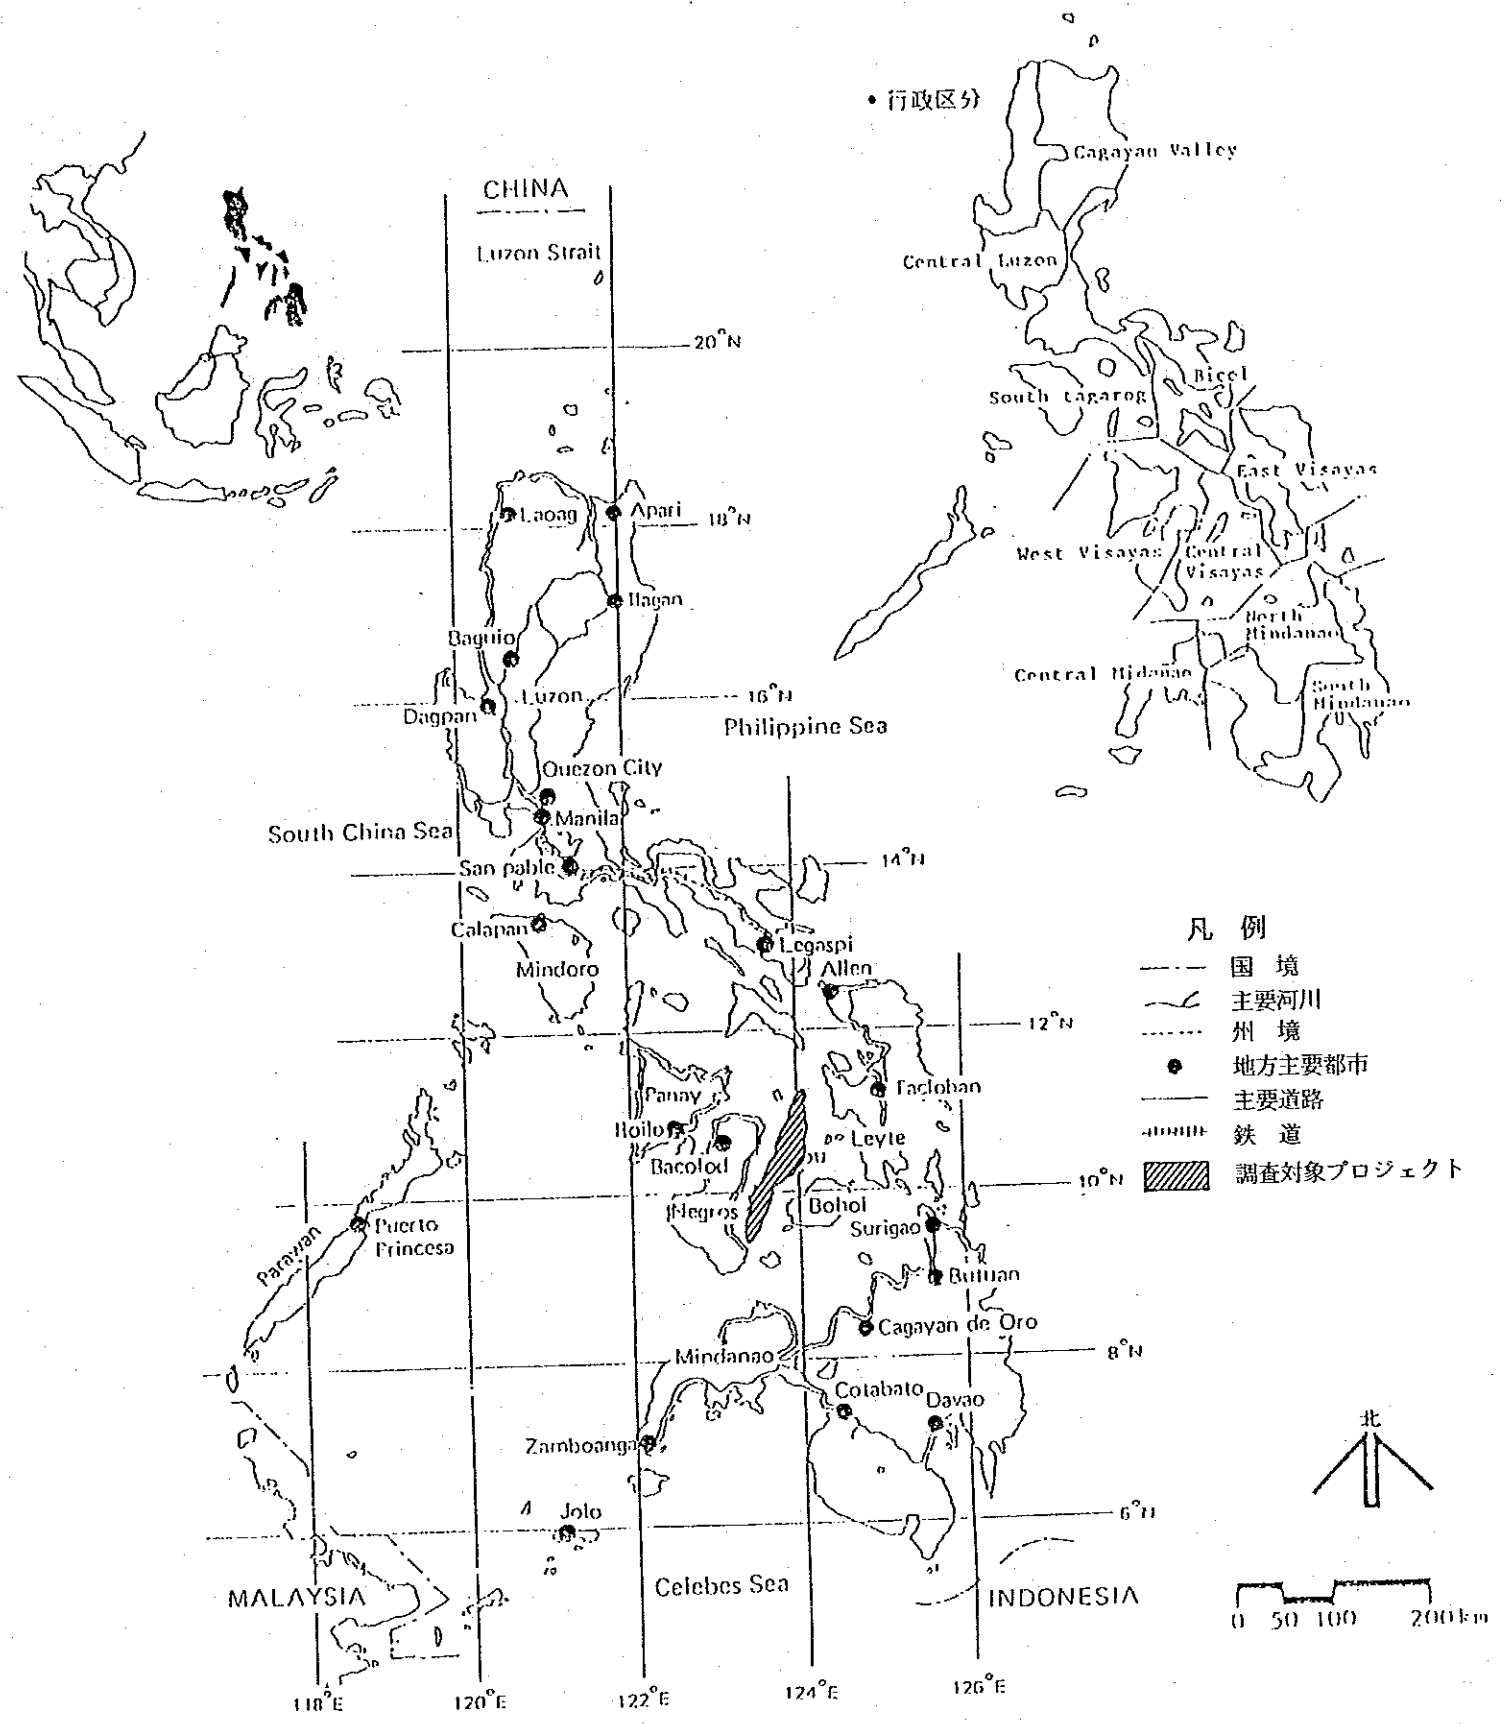 • 行政区分
Cagayan Valley
Central Luzon
Bicol
South tagarog
East Visayas
West Visayas
Central
Visayas
North
Mindanao
Central Midanao
South
Mindanao
CHINA
Luzon Strait
20°N
Laoag
Apari
18°N
Ilagan
Baguio
Luzon
16°N
Dagpan
Philippine Sea
Quezon City
Manila
South China Sea
14°N
San pable
Calapan
Legaspi
Allen
Mindoro
12°N
Panay
Tacloban
Iloilo
Leyte
Bacolod
10°N
Negros
Bohol
Surigao
Puerto
Princesa
Parawan
Butuan
Cagayan de Oro
Mindanao
8°N
Cotabato
Davao
Zamboanga
Jolo
6°N
MALAYSIA
Celebes Sea
INDONESIA
118°E
120°E
122°E
124°E
126°E
凡 例
国 境
主要河川
州 境
地方主要都市
主要道路
鉄 道
調査対象プロジェクト
北
0 50 100 200km